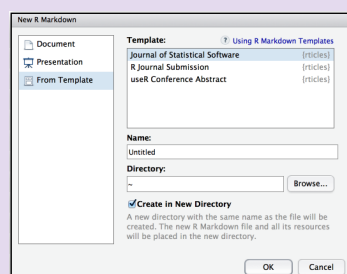 New R Markdown
Document
Presentation
From Template
Template:
? Using R Markdown Templates
Journal of Statistical Software {rticles}
R Journal Submission {rticles}
useR Conference Abstract {rticles}
Name:
Untitled
Directory:
~
Browse...
Create in New Directory
A new directory with the same name as the file will be
created. The new R Markdown file and all its resources
will be placed in the new directory.
OK
Cancel